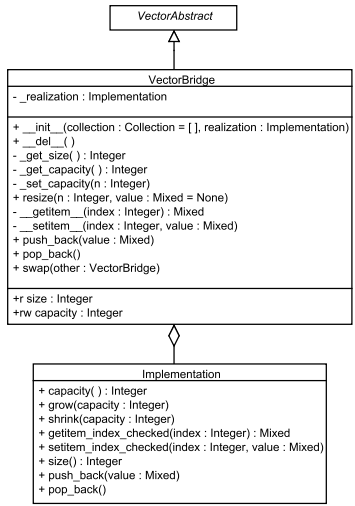 VectorAbstract
VectorBridge
- _realization : Implementation
+ __init__(collection : Collection = [ ], realization : Implementation)
+ __del__( )
- _get_size( ) : Integer
- _get_capacity( ) : Integer
- _set_capacity(n : Integer)
+ resize(n : Integer, value : Mixed = None)
- __getitem__(index : Integer) : Mixed
- __setitem__(index : Integer, value : Mixed)
+ push_back(value : Mixed)
+ pop_back()
+ swap(other : VectorBridge)
+r size : Integer
+rw capacity : Integer
Implementation
+ capacity( ) : Integer
+ grow(capacity : Integer)
+ shrink(capacity : Integer)
+ getitem_index_checked(index : Integer) : Mixed
+ setitem_index_checked(index : Integer, value : Mixed)
+ size() : Integer
+ push_back(value : Mixed)
+ pop_back()